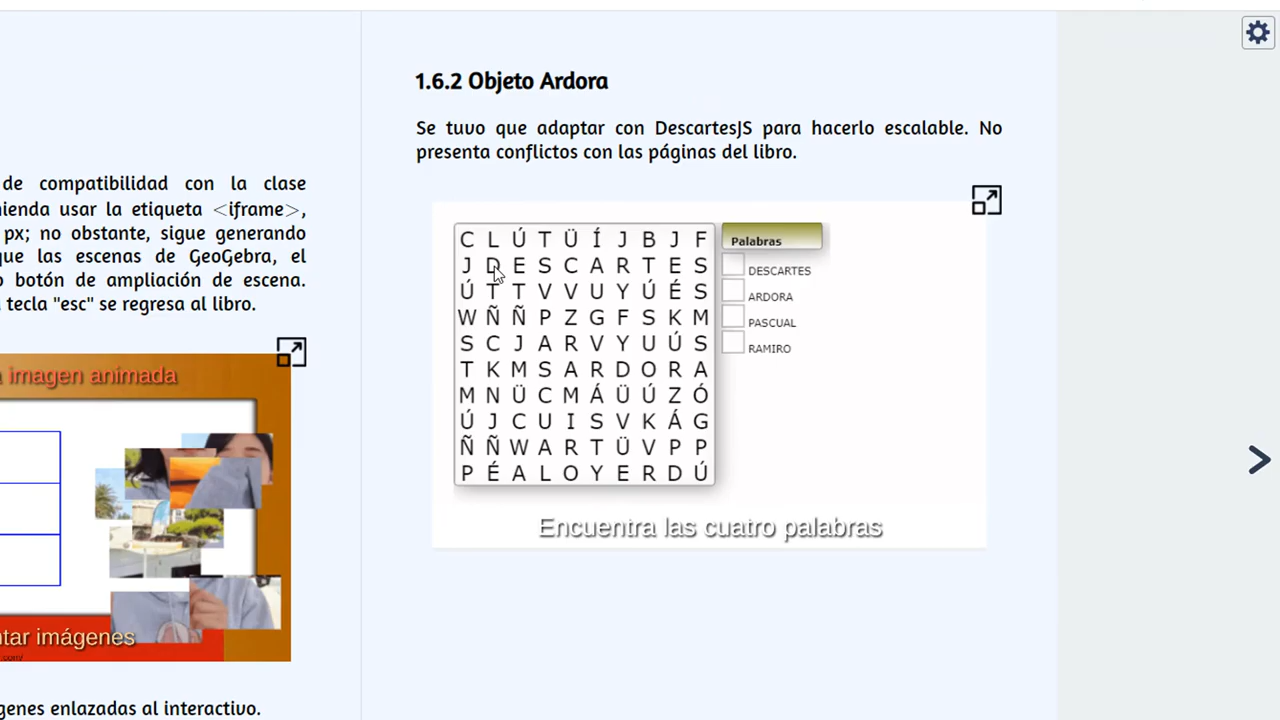 de compatibilidad con la clase
ienda usar la etiqueta <iframe>,
px; no obstante, sigue generando
que las escenas de GeoGebra, el
o botón de ampliación de escena.
tecla "esc" se regresa al libro.
imagen animada
ntar imágenes
genes enlazadas al interactivo.
1.6.2 Objeto Ardora
Se tuvo que adaptar con DescartesJS para hacerlo escalable. No
presenta conflictos con las páginas del libro.
C L Ú T Ü Í J B J F
J D E S C A R T E S
Ú T T V V U Y Ú É S
W Ñ Ñ P Z G F S K M
S C J A R V Y U Ú S
T K M S A R D O R A
M N Ü C M Á Ü Ú Z Ó
Ú J C U I S V K Á G
Ñ Ñ W A R T Ü V P P
P É A L O Y E R D Ú
Palabras
DESCARTES
ARDORA
PASCUAL
RAMIRO
Encuentra las cuatro palabras